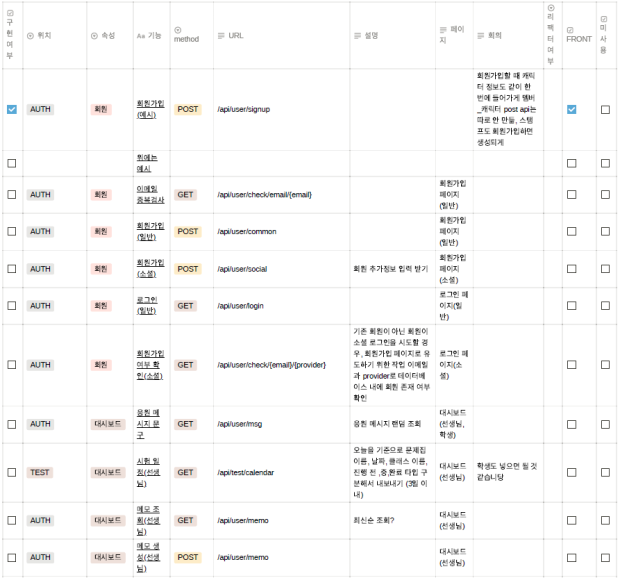 구현여부 위치 속성 Aa 기능 method URL 설명 페이지 회의 리팩터여부 FRONT 미사용
AUTH 회원 회원가입(예시) POST /api/user/signup 회원가입할 때 캐릭터 정보도 같이 한번에 들어가게 멤버_캐릭터 post api는 따로 안 만듦, 스탬프도 회원가입하면 생성되게
위에는 예시
AUTH 회원 이메일 중복검사 GET /api/user/check/email/{email} 회원가입 페이지(일반)
AUTH 회원 회원가입(일반) POST /api/user/common 회원가입 페이지(일반)
AUTH 회원 회원가입(소셜) POST /api/user/social 회원 추가정보 입력 받기 회원가입 페이지(소셜)
AUTH 회원 로그인(일반) GET /api/user/login 로그인 페이지(일반)
AUTH 회원 회원가입 여부 확인(소셜) GET /api/user/check/{email}/{provider} 기존 회원이 아닌 회원이 소셜 로그인을 시도할 경우, 회원가입 페이지로 유도하기 위한 작업 이메일과 provider로 데이터베이스 내에 회원 존재 여부 확인 로그인 페이지(소셜)
AUTH 대시보드 응원 메시지 문구 GET /api/user/msg 응원 메시지 랜덤 조회 대시보드(선생님, 학생)
TEST 대시보드 시험 일정(선생님) GET /api/test/calendar 오늘을 기준으로 문제집 이름, 날짜, 클래스 이름, 진행 전 ,중,완료 타입 구분해서 내보내기 (3일 이내) 대시보드(선생님) 학생도 넣으면 될 것 같습니당
AUTH 대시보드 메모 조회(선생님) GET /api/user/memo 최신순 조회? 대시보드(선생님)
AUTH 대시보드 메모 생성(선생님) POST /api/user/memo 대시보드(선생님)